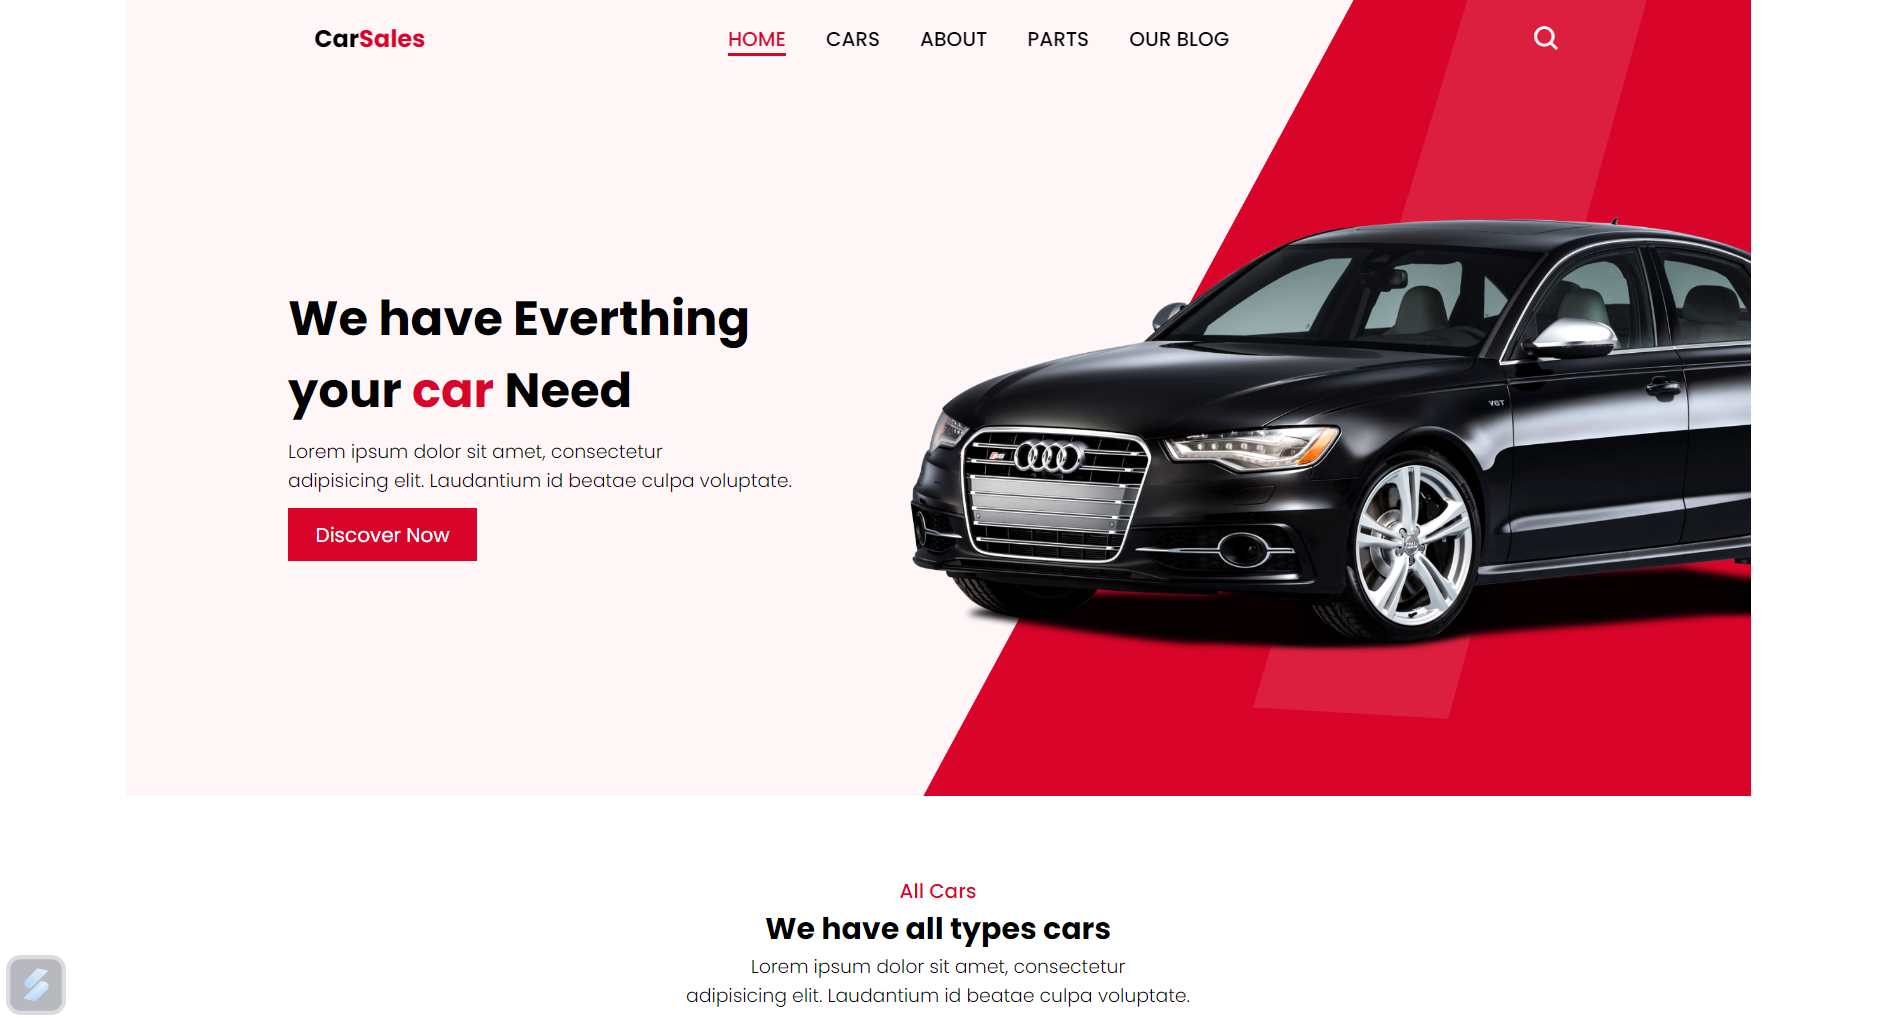 CarSales
HOME CARS ABOUT PARTS OUR BLOG
We have Everthing
your car Need
Lorem ipsum dolor sit amet, consectetur
adipisicing elit. Laudantium id beatae culpa voluptate.
Discover Now
All Cars
We have all types cars
Lorem ipsum dolor sit amet, consectetur
adipisicing elit. Laudantium id beatae culpa voluptate.